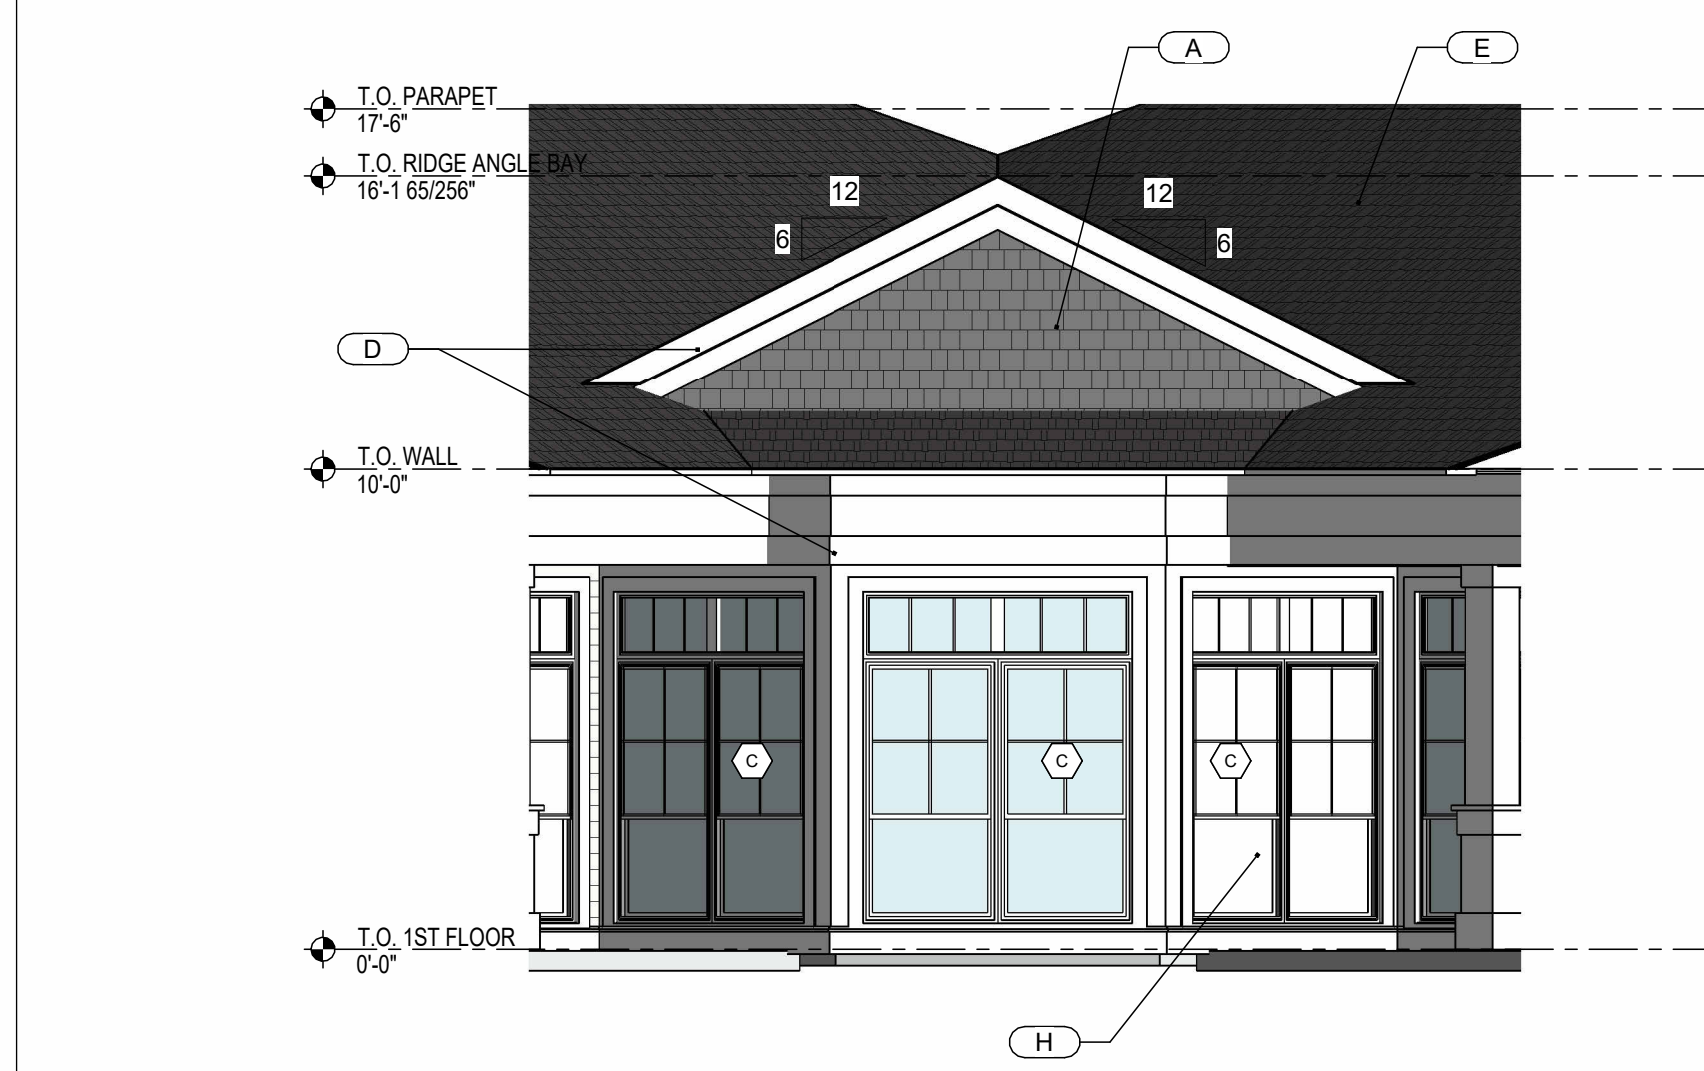 A
E
T.O. PARAPET
17'-6"
T.O. RIDGE ANGLE BAY
16'-1 65/256"
12
12
6
6
D
T.O. WALL
10'-0"
C
C
C
T.O. 1ST FLOOR
0'-0"
H